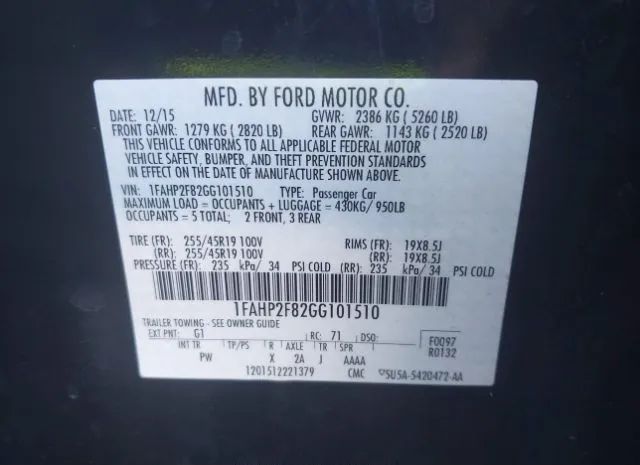 MFD. BY FORD MOTOR CO.
DATE: 12/15 GVWR: 2386 KG ( 5260 LB)
FRONT GAWR: 1279 KG ( 2820 LB) REAR GAWR: 1143 KG ( 2520 LB)
THIS VEHICLE CONFORMS TO ALL APPLICABLE FEDERAL MOTOR
VEHICLE SAFETY, BUMPER, AND THEFT PREVENTION STANDARDS
IN EFFECT ON THE DATE OF MANUFACTURE SHOWN ABOVE.
VIN: 1FAHP2F82GG101510 TYPE: Passenger Car
MAXIMUM LOAD = OCCUPANTS + LUGGAGE = 430KG/ 950LB
OCCUPANTS = 5 TOTAL; 2 FRONT, 3 REAR
TIRE (FR): 255/45R19 100V RIMS (FR): 19X8.5J
(RR): 255/45R19 100V (RR): 19X8.5J
PRESSURE (FR): 235 kPa/ 34 PSI COLD (RR): 235 kPa/ 34 PSI COLD
1FAHP2F82GG101510
TRAILER TOWING - SEE OWNER GUIDE
EXT PNT: G1 RC: 71 DSO: F0097
INT TR TP/PS R AXLE TR SPR R0132
PW X 2A J AAAA
1201512221379 CMC 5U5A-5420472-AA